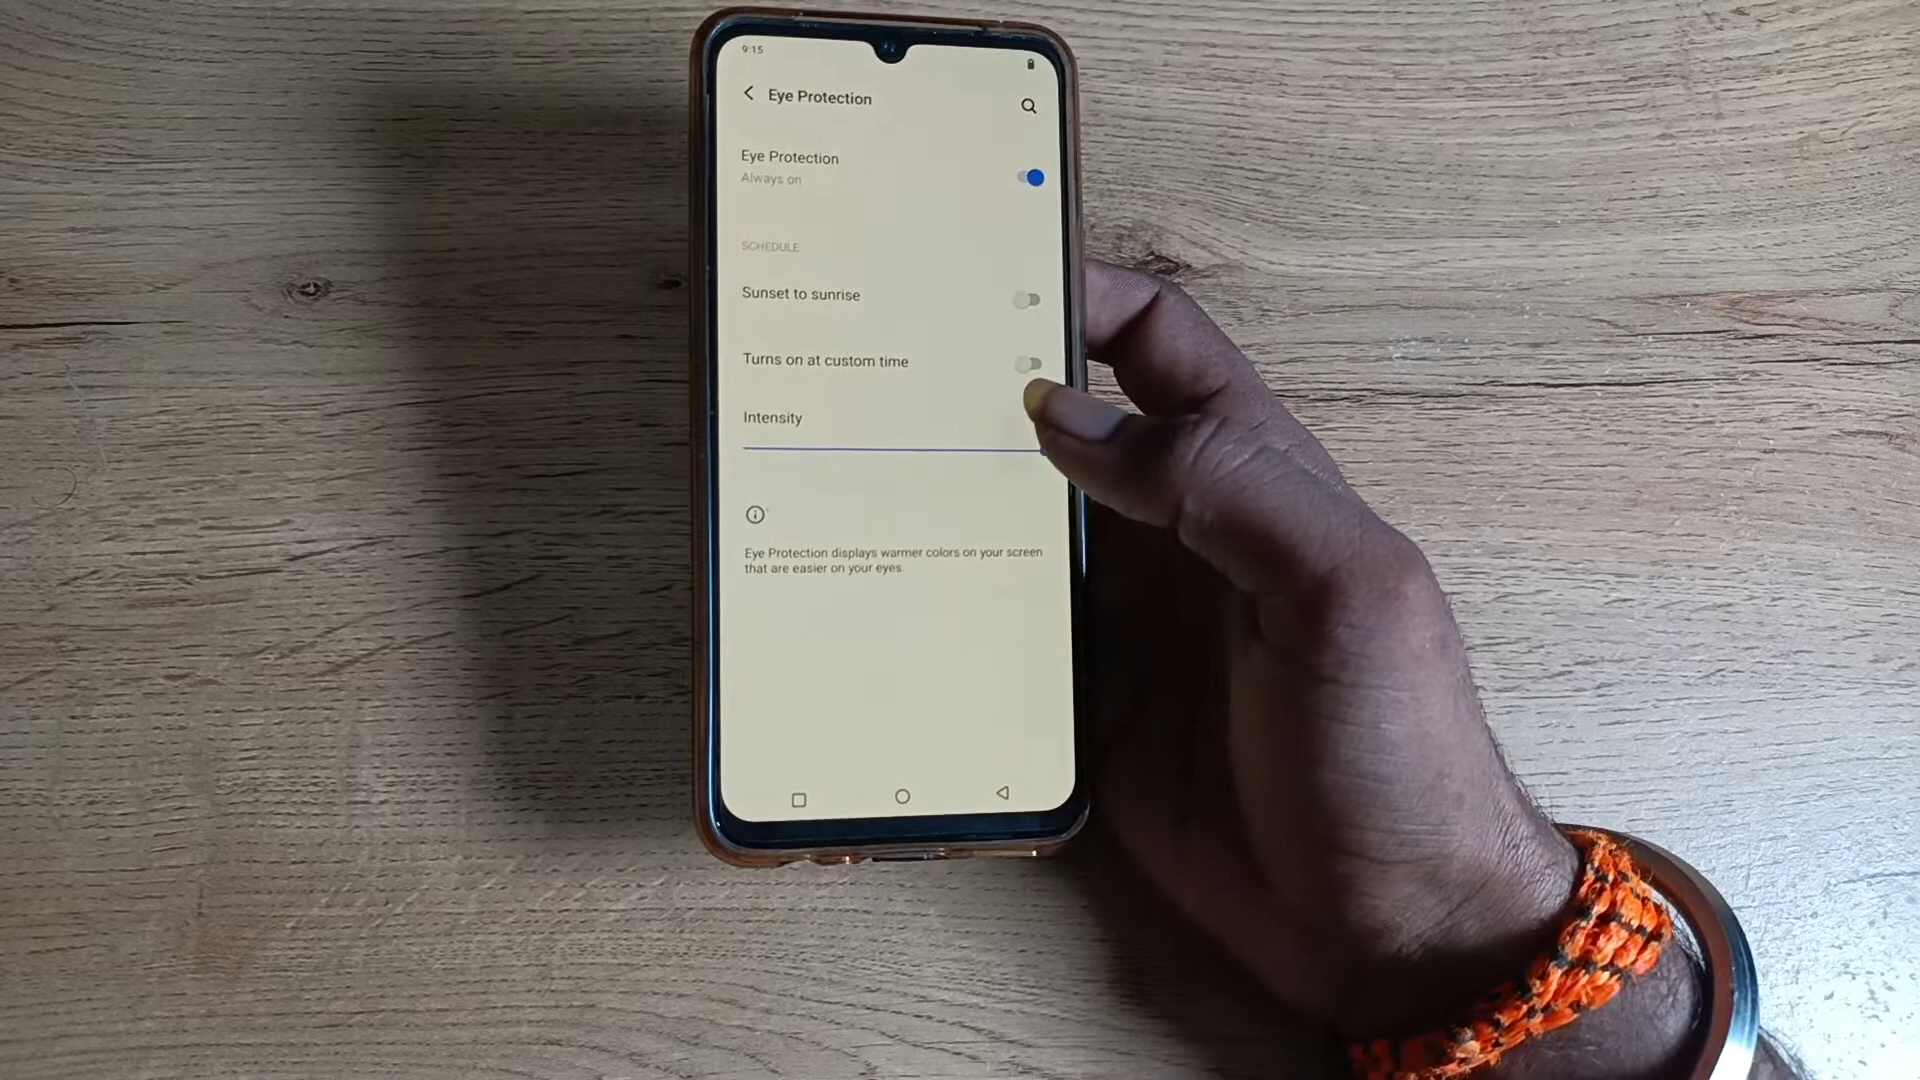 9:15
Eye Protection
Eye Protection
Always on
SCHEDULE
Sunset to sunrise
Turns on at custom time
Intensity
Eye Protection displays warmer colors on your screen
that are easier on your eyes.